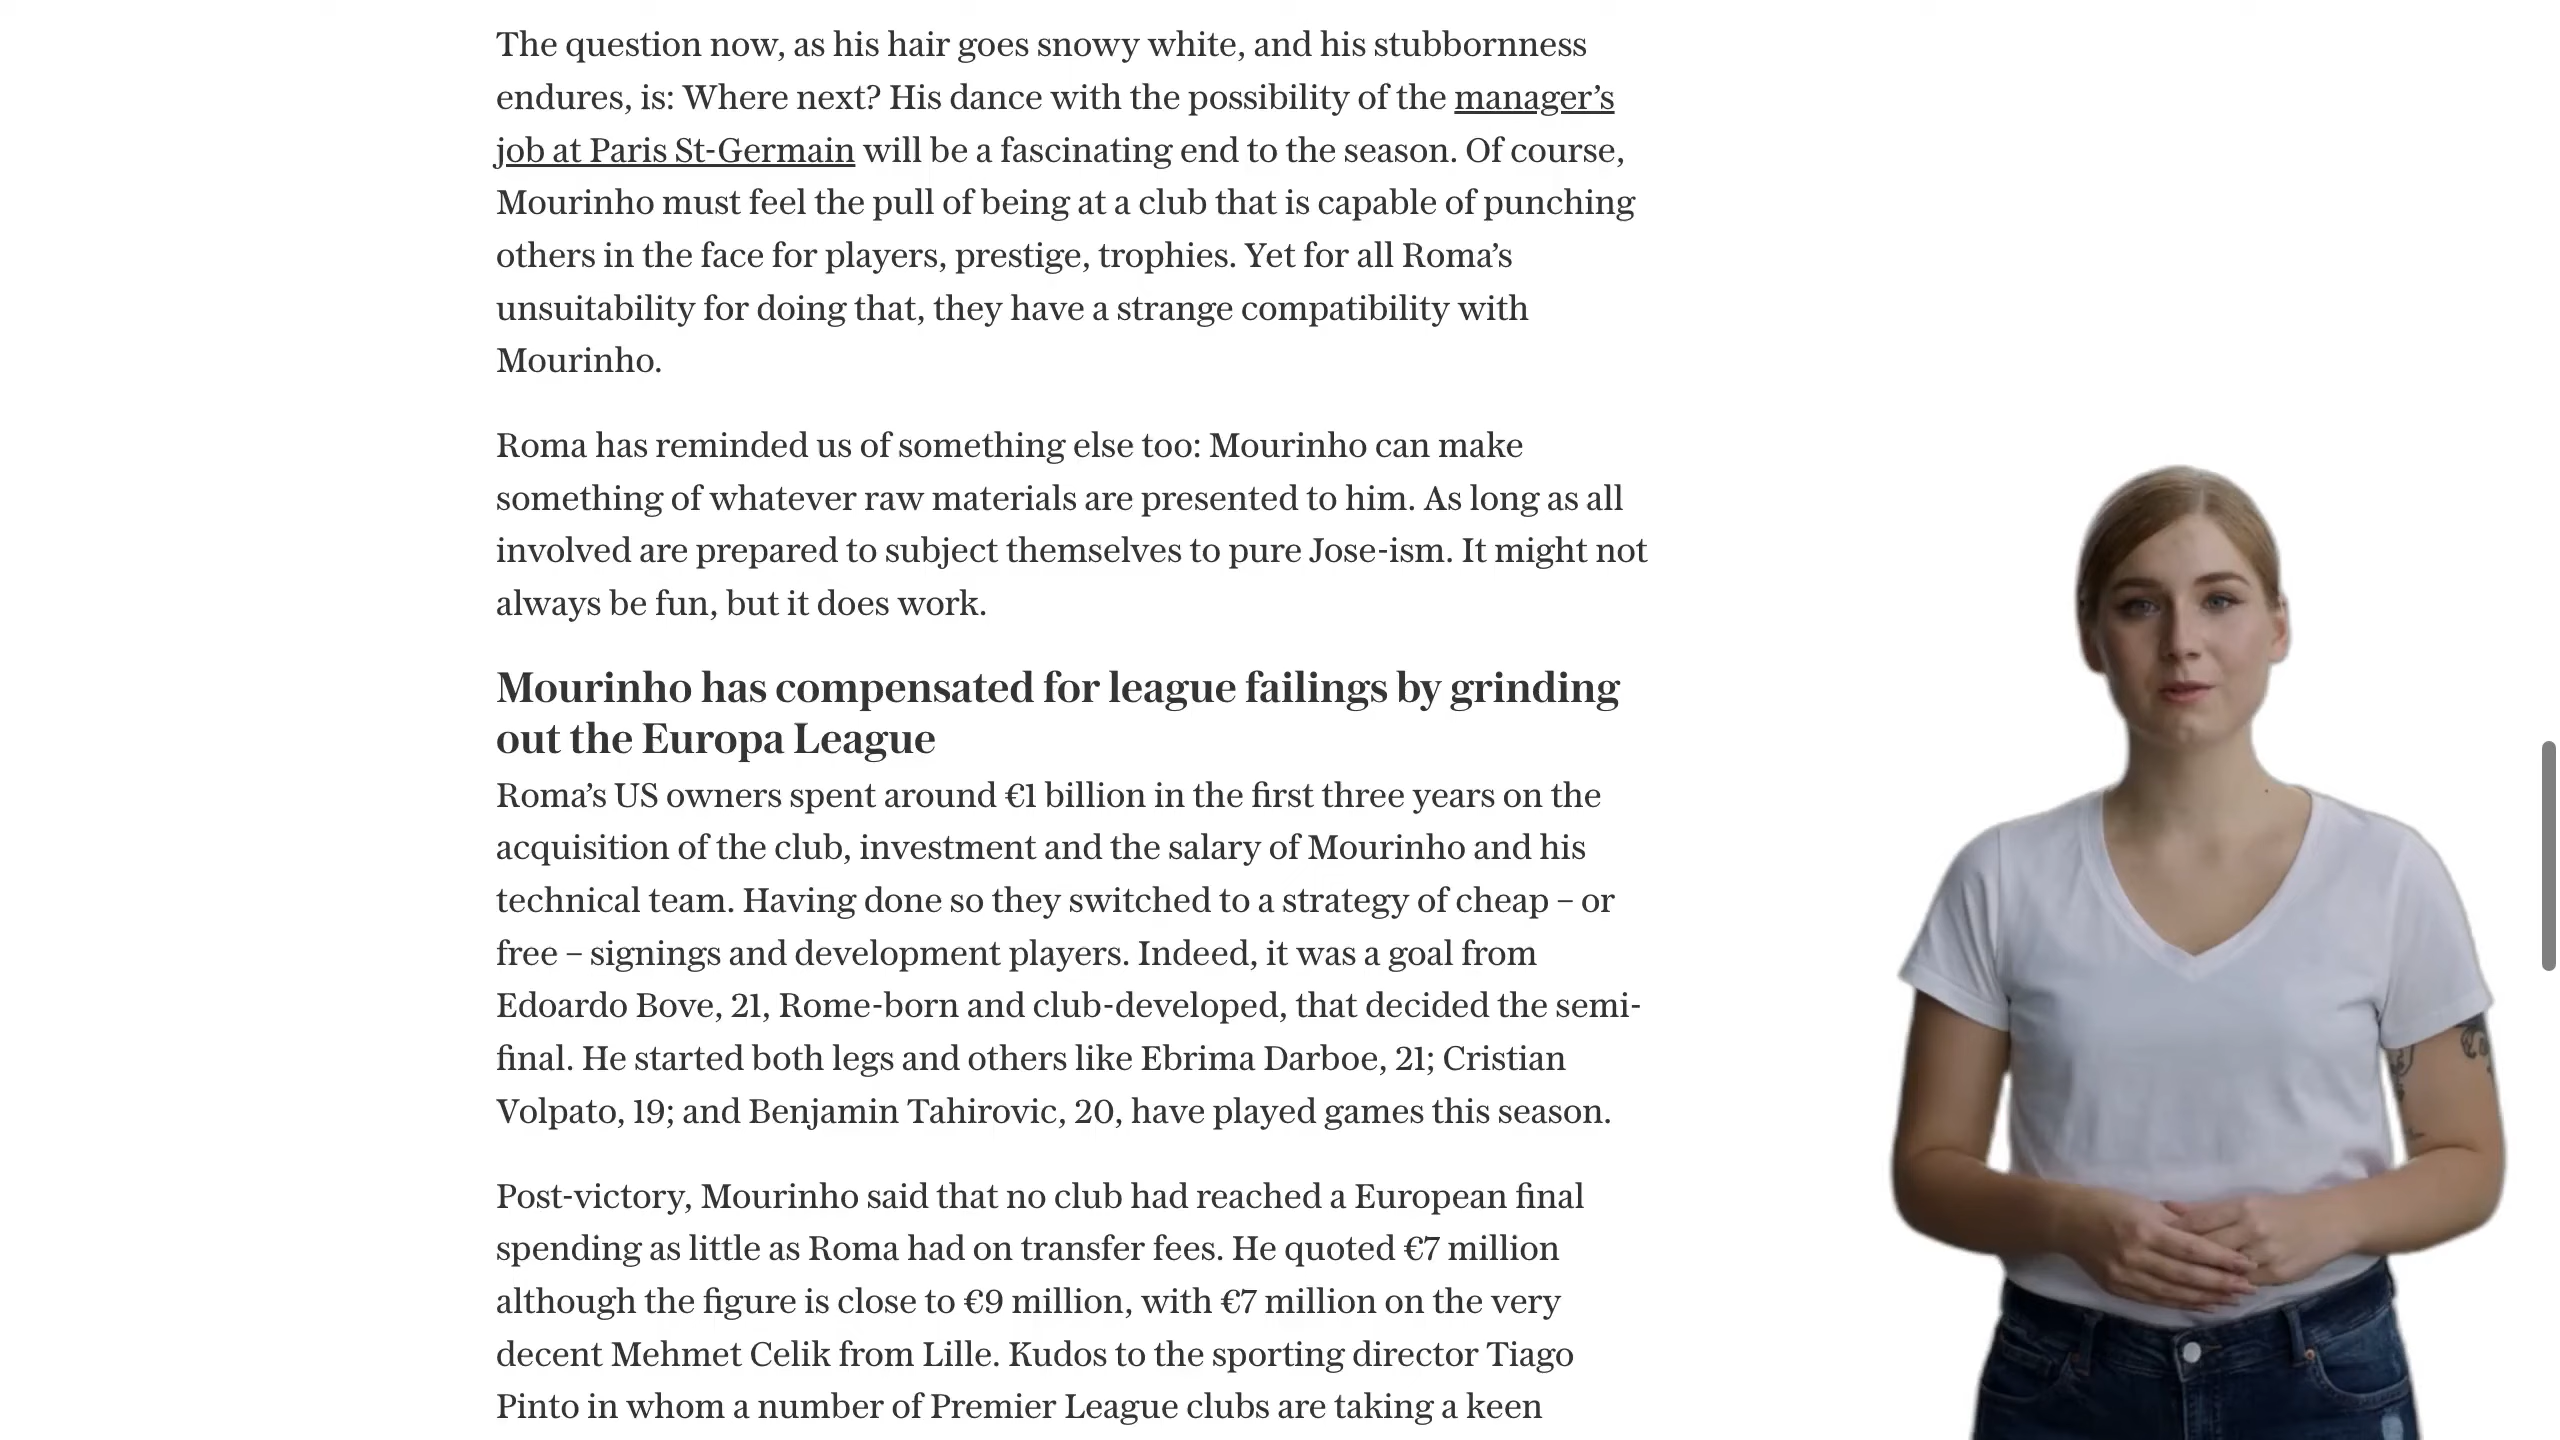 The question now, as his hair goes snowy white, and his stubbornness
endures, is: Where next? His dance with the possibility of the manager’s
job at Paris St-Germain will be a fascinating end to the season. Of course,
Mourinho must feel the pull of being at a club that is capable of punching
others in the face for players, prestige, trophies. Yet for all Roma’s
unsuitability for doing that, they have a strange compatibility with
Mourinho.
Roma has reminded us of something else too: Mourinho can make
something of whatever raw materials are presented to him. As long as all
involved are prepared to subject themselves to pure Jose-ism. It might not
always be fun, but it does work.
Mourinho has compensated for league failings by grinding
out the Europa League
Roma’s US owners spent around €1 billion in the first three years on the
acquisition of the club, investment and the salary of Mourinho and his
technical team. Having done so they switched to a strategy of cheap – or
free – signings and development players. Indeed, it was a goal from
Edoardo Bove, 21, Rome-born and club-developed, that decided the semi-
final. He started both legs and others like Ebrima Darboe, 21; Cristian
Volpato, 19; and Benjamin Tahirovic, 20, have played games this season.
Post-victory, Mourinho said that no club had reached a European final
spending as little as Roma had on transfer fees. He quoted €7 million
although the figure is close to €9 million, with €7 million on the very
decent Mehmet Celik from Lille. Kudos to the sporting director Tiago
Pinto in whom a number of Premier League clubs are taking a keen